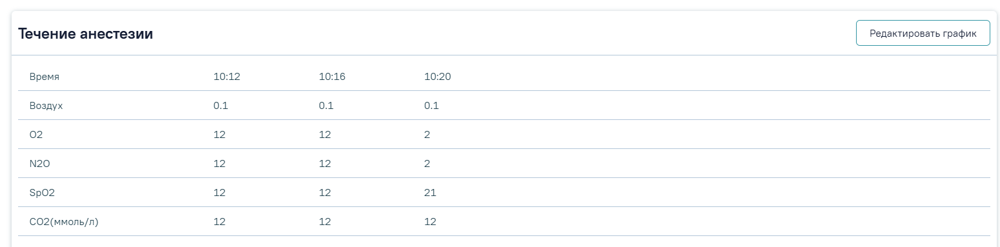 Течение анестезии
Редактировать график
Время 10:12 10:16 10:20
Воздух 0.1 0.1 0.1
O2 12 12 2
N2O 12 12 2
SpO2 12 12 21
CO2(ммоль/л) 12 12 12